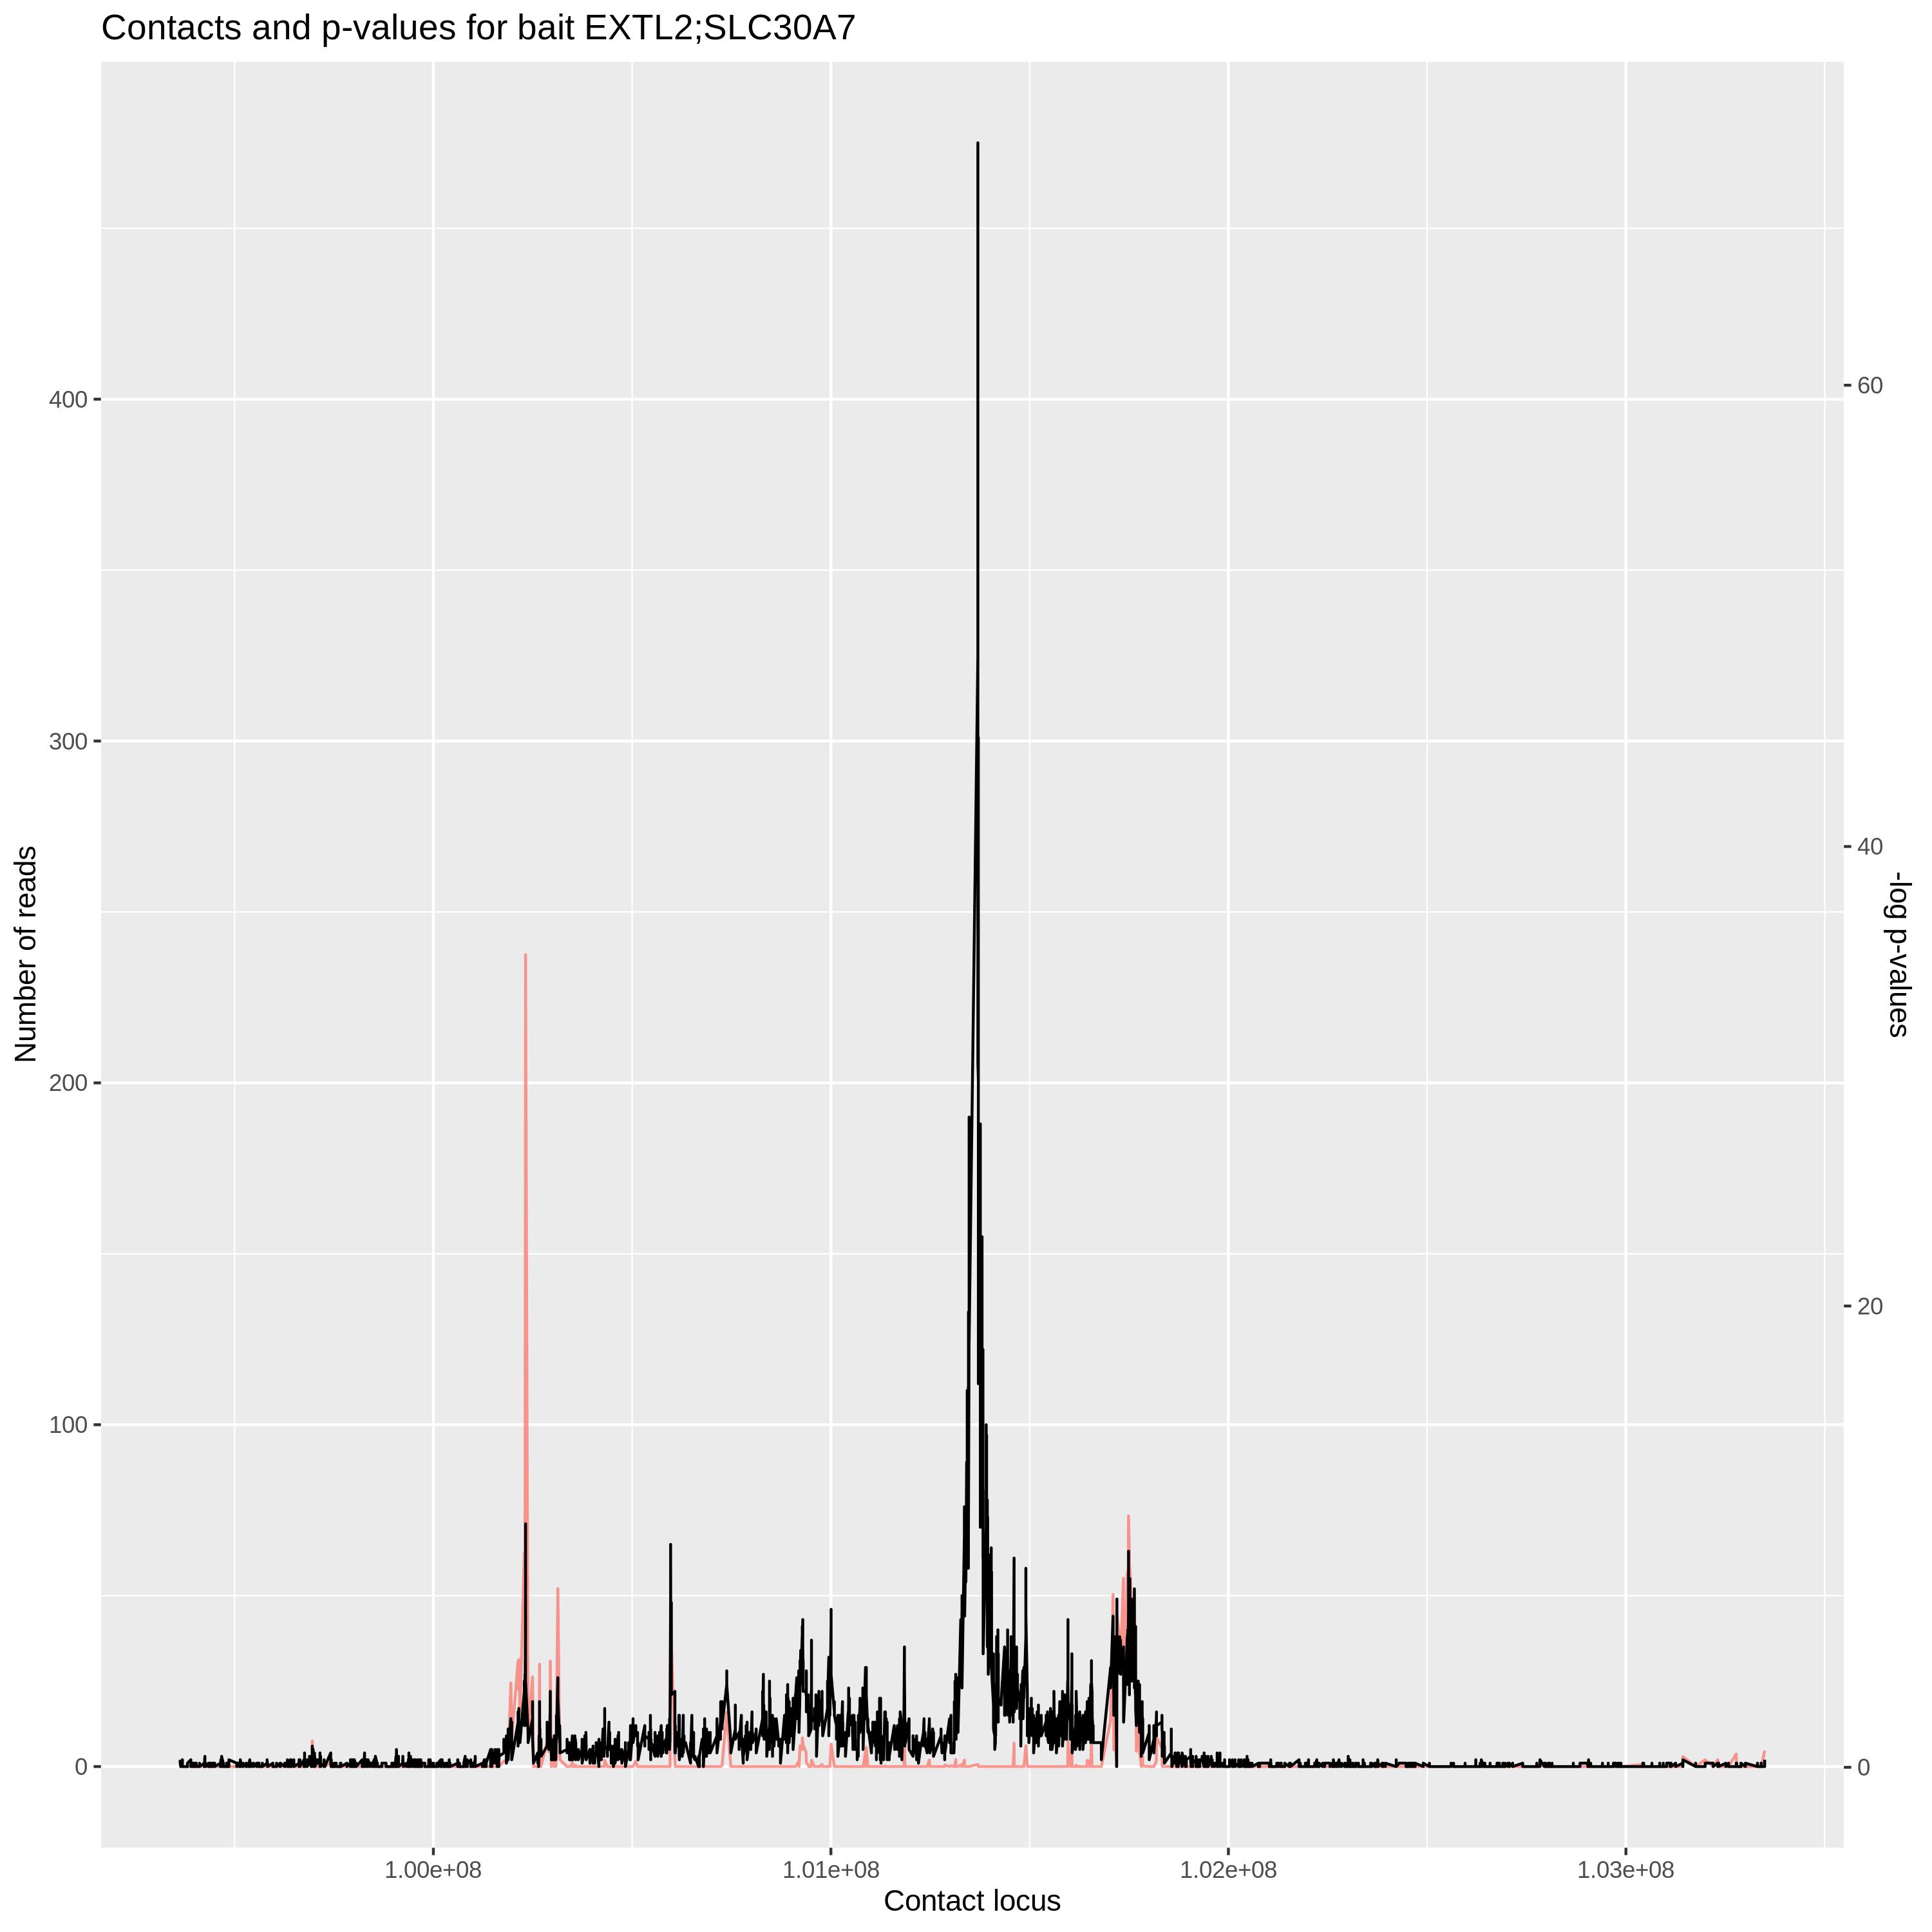 Contacts and p-values for bait EXTL2;SLC30A7
Number of reads
400
300
200
100
0
60
40
20
0
-log p-values
1.00e+08
1.01e+08
1.02e+08
1.03e+08
Contact locus